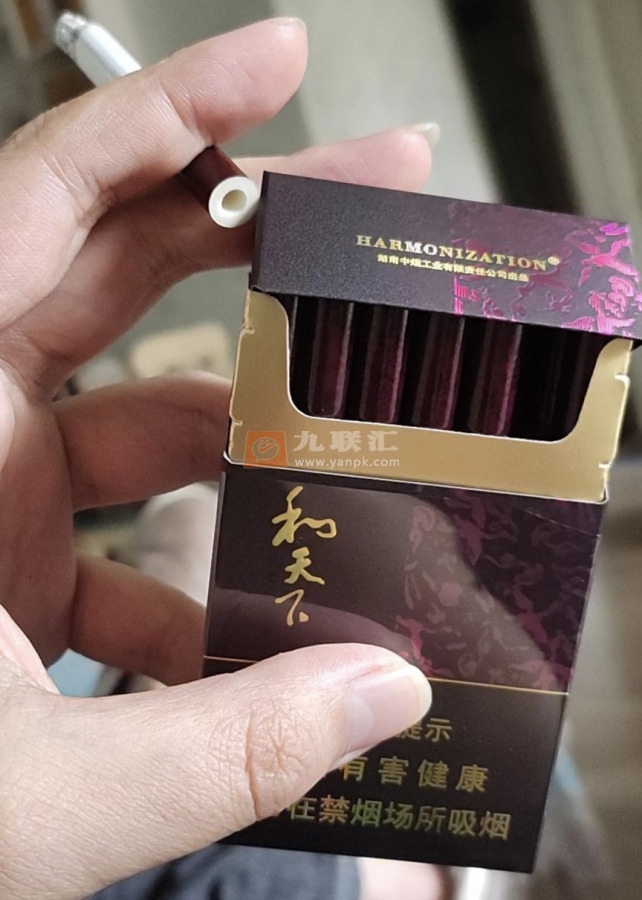 HARMONIZATION®
湖南中烟工业有限责任公司出品
九联汇
www.yanpk.com
和天下
提示
有害健康
在禁烟场所吸烟